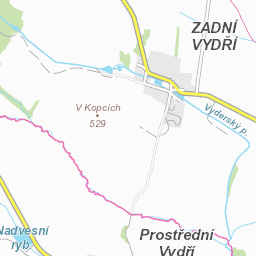 ZADNÍ
VYDŘÍ
V Kopcích
529
Vyderský p.
Nadvesní
ryb.
Prostřední
Vydří